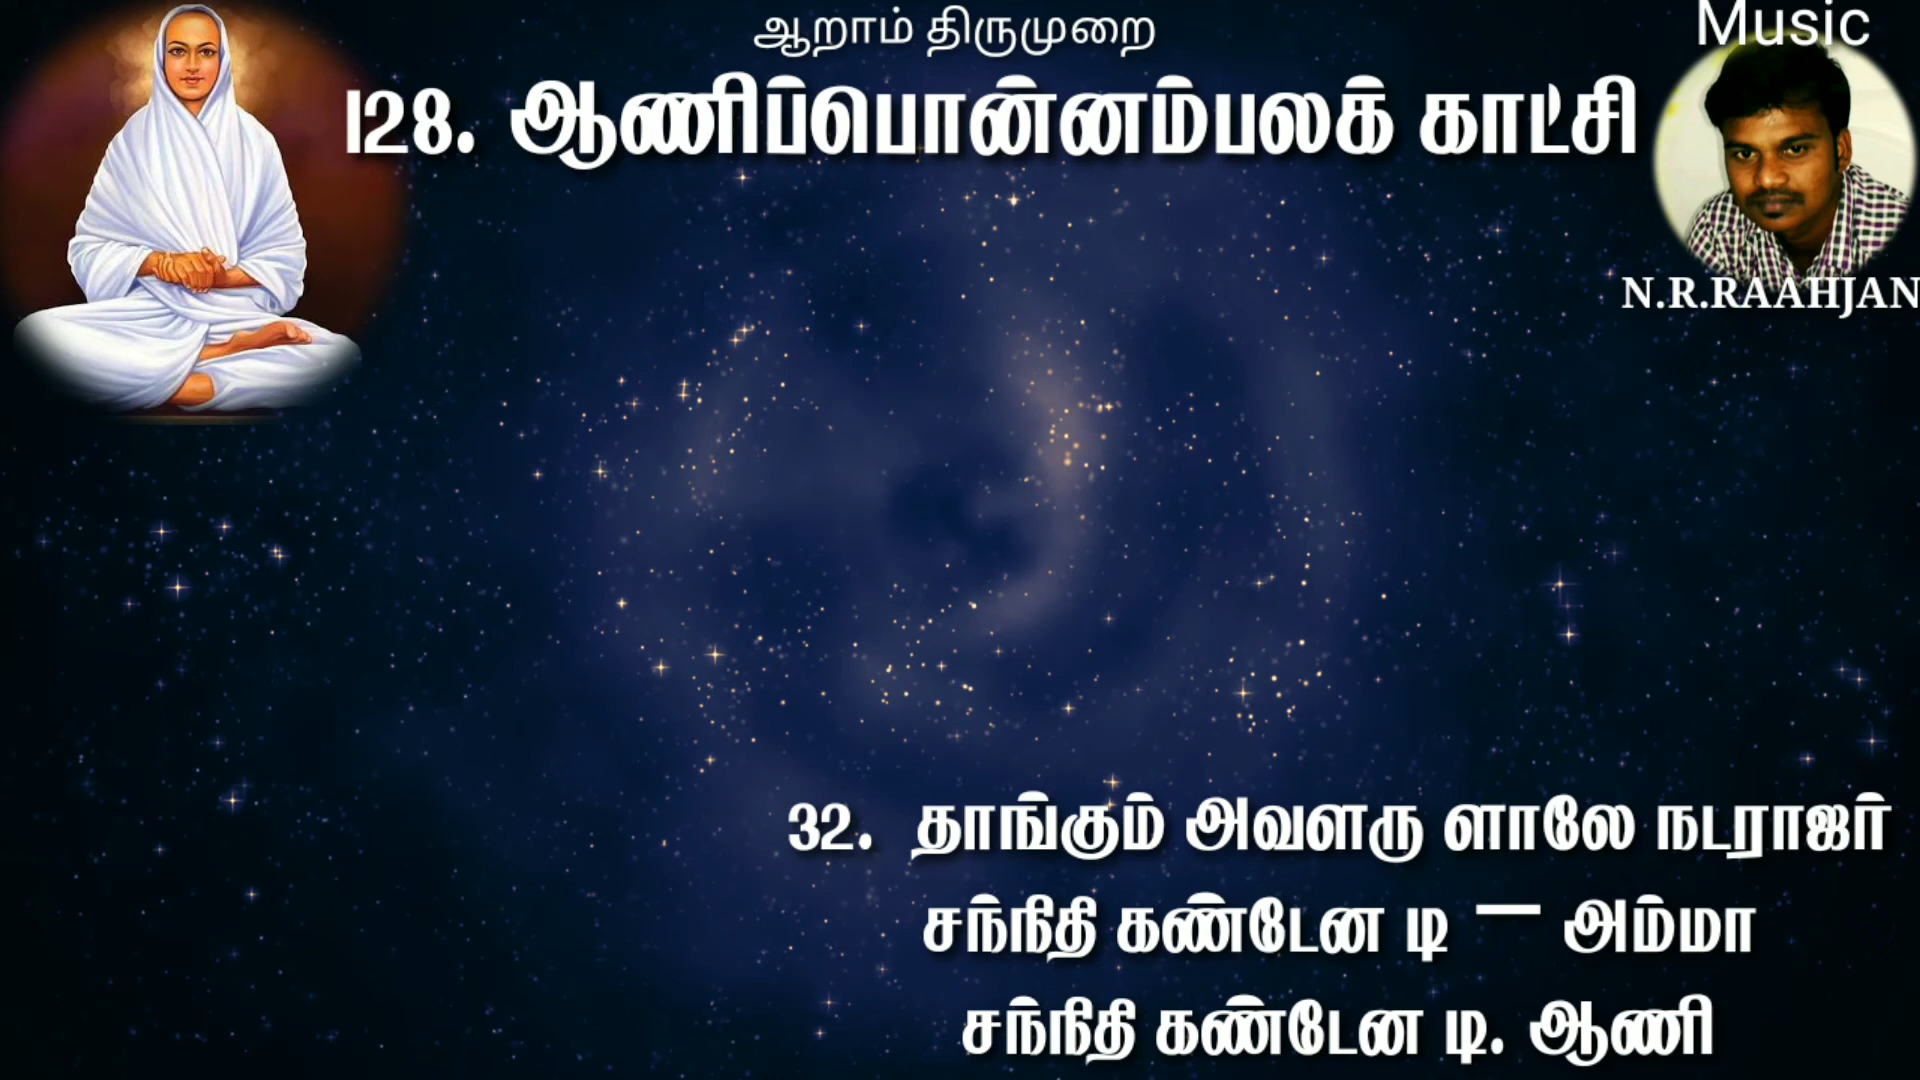 ஆறாம் திருமுறை
128. ஆணிப்பொன்னம்பலக் காட்சி
Music
N.R.RAAHJAN
32. தாங்கும் அவளரு ளாலே நடராஜர்
சந்நிதி கண்டேன டி — அம்மா
சந்நிதி கண்டேன டி. ஆணி